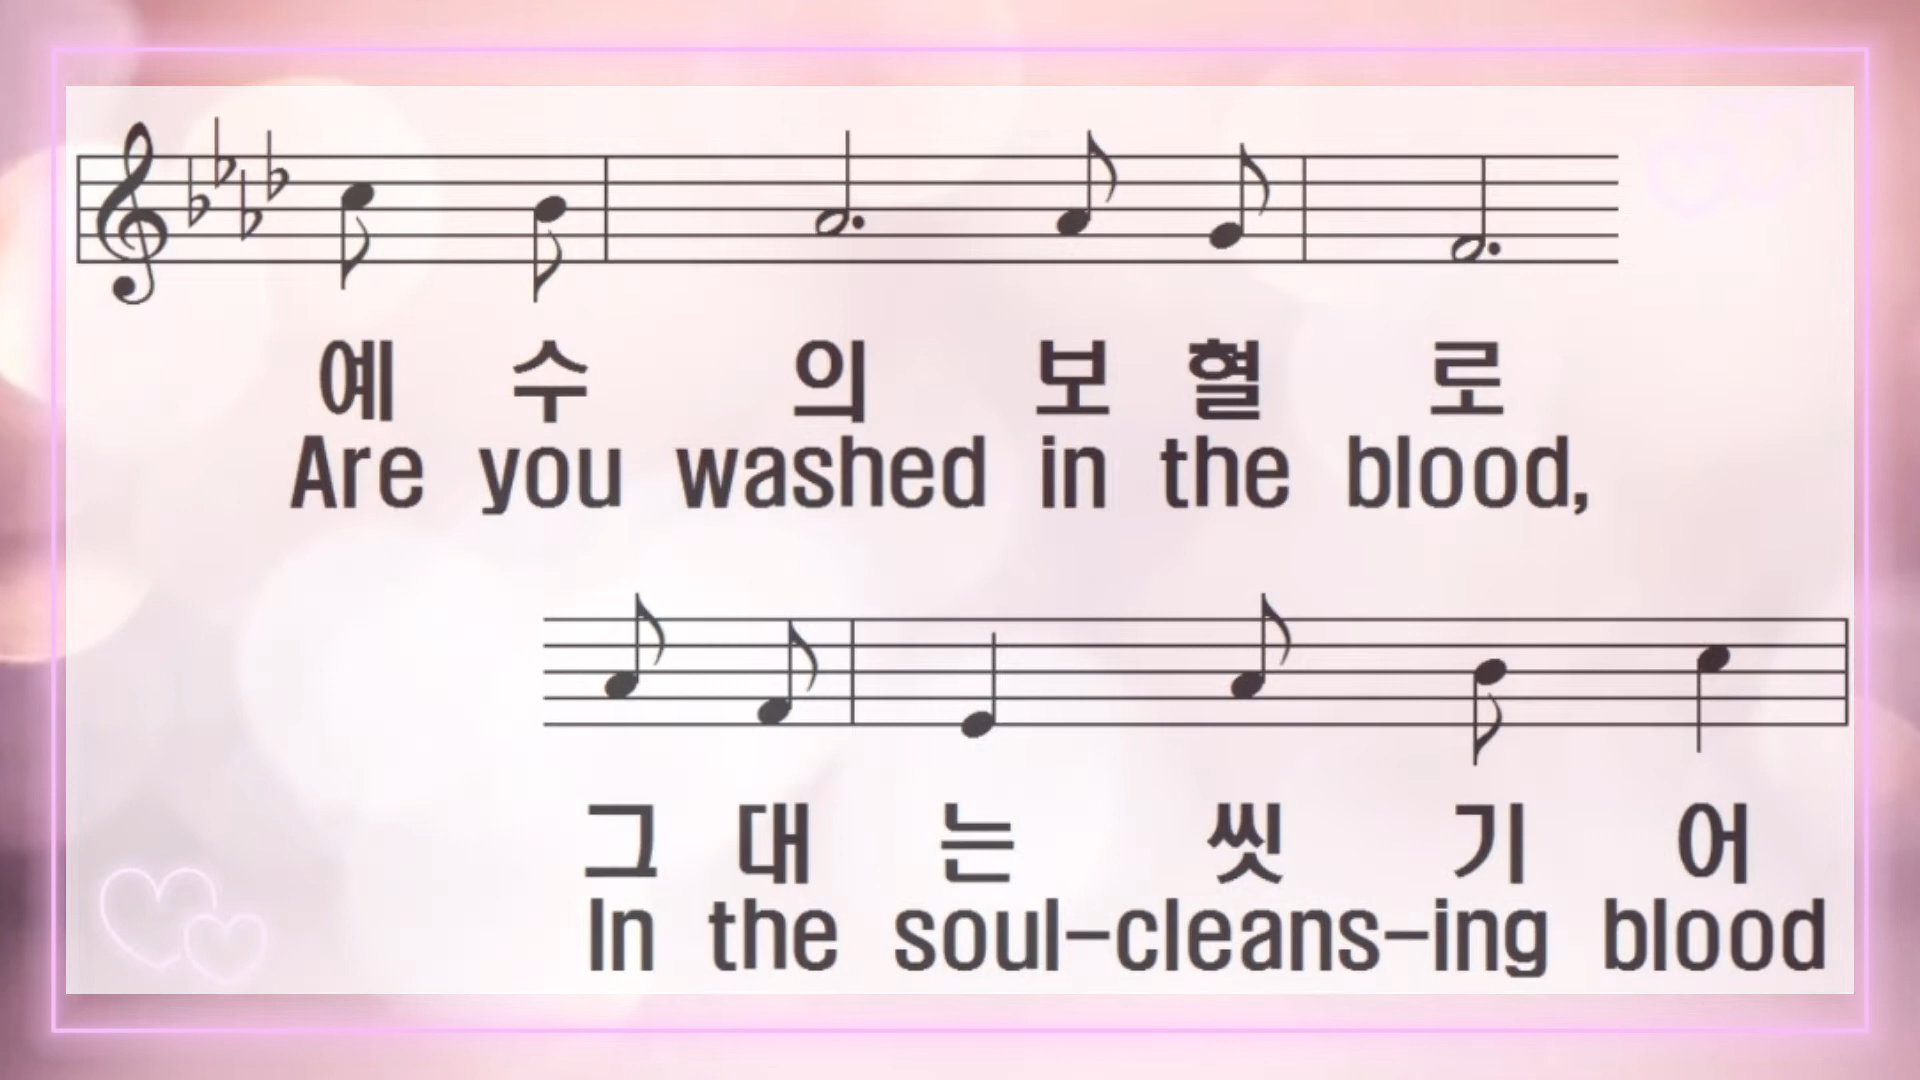 예 수 의 보 혈 로
Are you washed in the blood,
그 대 는 씻 기 어
In the soul-cleans-ing blood